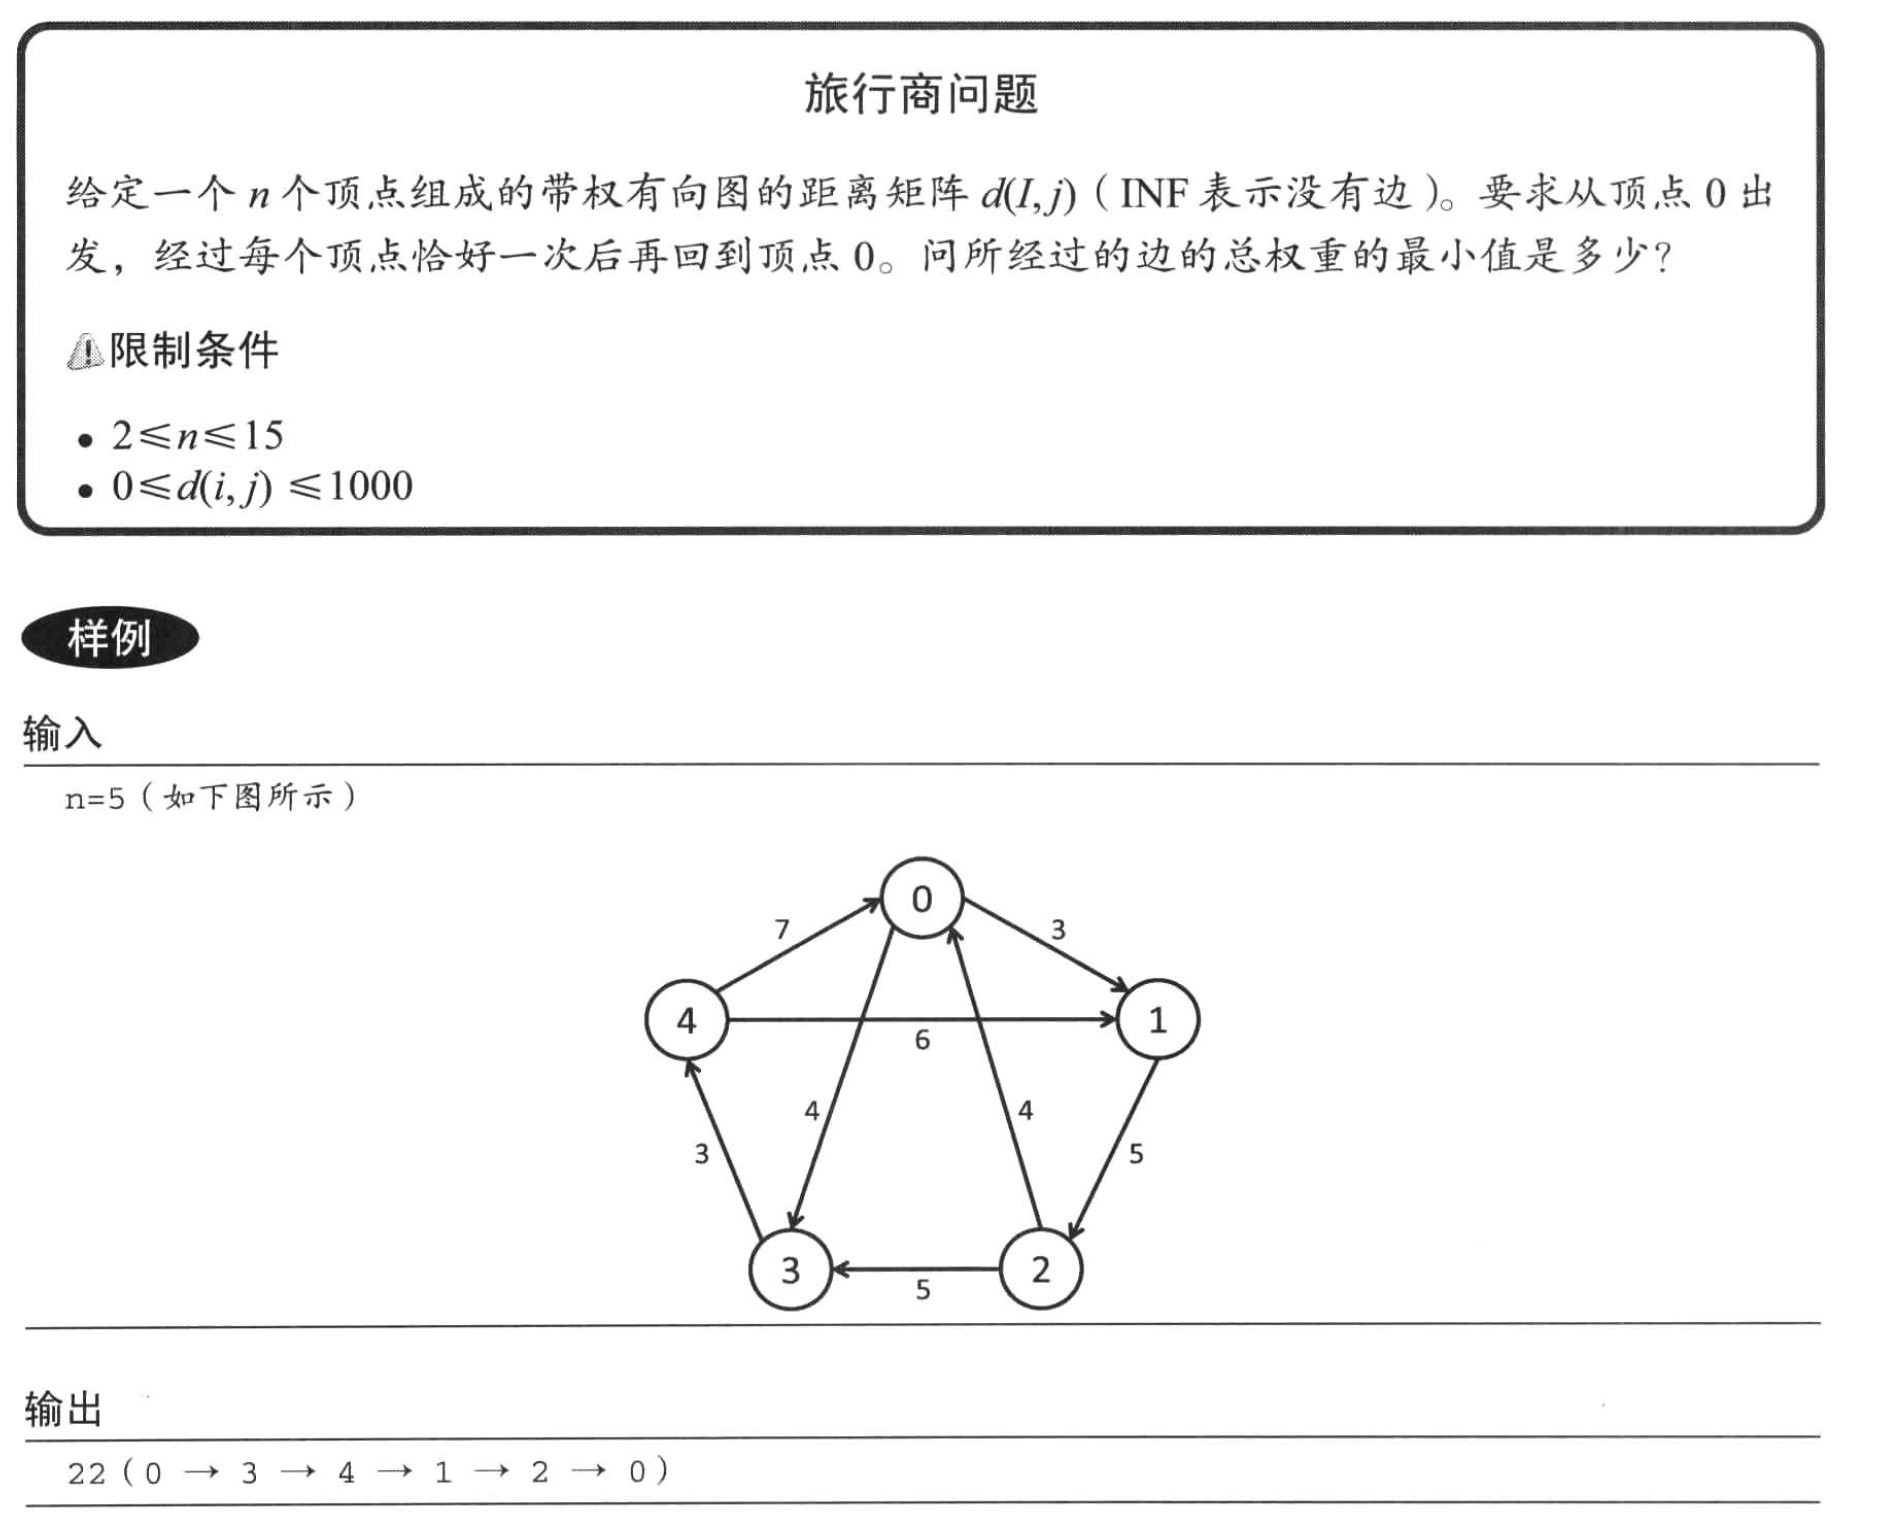 旅行商问题
给定一个 n 个顶点组成的带权有向图的距离矩阵 d(I, j)（INF 表示没有边）。要求从顶点 0 出
发，经过每个顶点恰好一次后再回到顶点 0。问所经过的边的总权重的最小值是多少？
限制条件
• 2≤n≤15
• 0≤d(i, j) ≤1000
样例
输入
n=5（如下图所示）
0
7
3
4
1
6
4
4
3
5
3
2
5
输出
22（0 → 3 → 4 → 1 → 2 → 0）